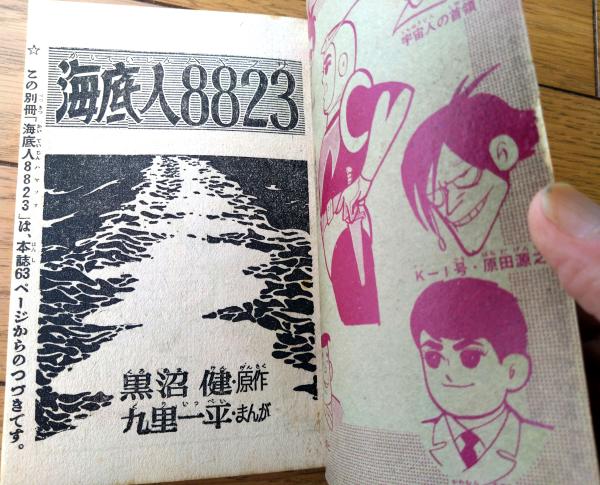 海底人8823
☆この別冊「海底人8823」は、本誌63ページからのつづきです。
黒沼 健・原作
九里一平・まんが
宇宙人の首領
K−1号・原田源之